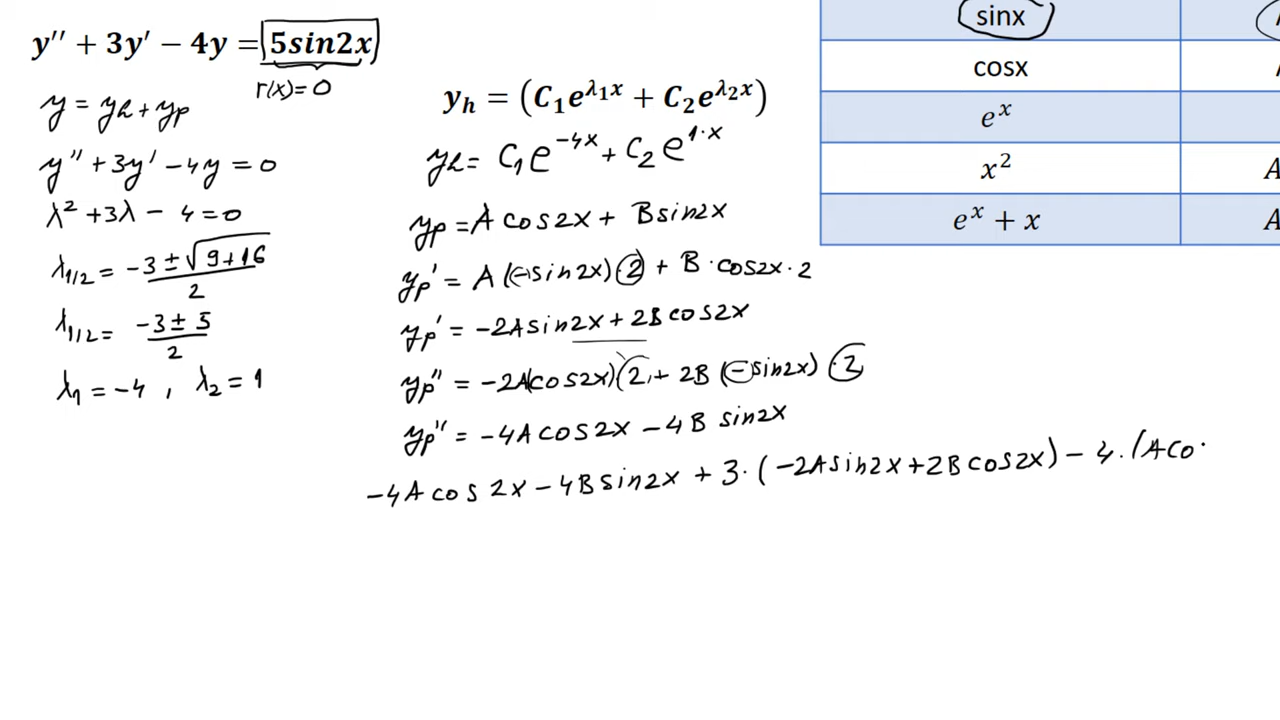 y'' + 3y' − 4y = 5sin2x
r(x) = 0
y = yh + yp
y'' + 3y' − 4y = 0
λ² + 3λ − 4 = 0
λ1/2 = (−3 ± √(9+16)) / 2
λ1/2 = (−3 ± 5) / 2
λ1 = −4 , λ2 = 1
yₕ = (C₁e^(λ₁x) + C₂e^(λ₂x))
yh = C₁e^(−4x) + C₂e^(1·x)
yp = A cos2x + B sin2x
yp' = A (−sin2x) 2 + B · cos2x · 2
yp' = −2A sin2x + 2B cos2x
yp'' = −2A(cos2x) 2 + 2B (−sin2x) · 2
yp'' = −4A cos2x − 4B sin2x
−4A cos 2x − 4B sin2x + 3 · (−2A sin2x + 2B cos2x) − 4 · (A co
sinx
cosx
eˣ
x²
A
eˣ + x
A